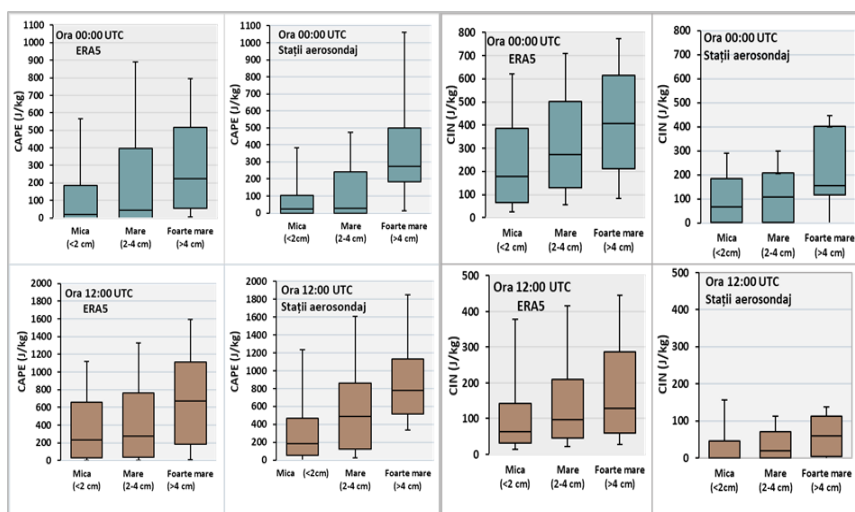 Ora 00:00 UTC
ERA5
CAPE (J/kg)
1100
1000
900
800
700
600
500
400
300
200
100
0
Mica
(<2 cm)
Mare
(2-4 cm)
Foarte mare
(>4 cm)
Ora 00:00 UTC
Stații aerosondaj
CAPE (J/kg)
1100
1000
900
800
700
600
500
400
300
200
100
0
Mica
(<2cm)
Mare
(2-4 cm)
Foarte mare
(>4 cm)
Ora 00:00 UTC
ERA5
CIN (J/kg)
800
700
600
500
400
300
200
100
0
Mica
(<2 cm)
Mare
(2-4 cm)
Foarte mare
(>4 cm)
Ora 00:00 UTC
Stații aerosondaj
CIN (J/kg)
800
700
600
500
400
300
200
100
0
Mica
(<2cm)
Mare
(2-4 cm)
Foarte mare
(>4 cm)
Ora 12:00 UTC
ERA5
CAPE (J/kg)
2000
1800
1600
1400
1200
1000
800
600
400
200
0
Mica
(<2 cm)
Mare
(2-4 cm)
Foarte mare
(>4 cm)
Ora 12:00 UTC
Stații aerosondaj
CAPE (J/kg)
2000
1800
1600
1400
1200
1000
800
600
400
200
0
Mica (<2cm)
Mare
(2-4 cm)
Foarte mare
(>4 cm)
Ora 12:00 UTC
ERA5
CIN (J/kg)
500
400
300
200
100
0
Mica
(<2 cm)
Mare
(2-4 cm)
Foarte mare
(>4 cm)
Ora 12:00 UTC
Stații aerosondaj
CIN (J/kg)
500
400
300
200
100
0
Mica
(<2cm)
Mare
(2-4 cm)
Foarte mare
(>4 cm)